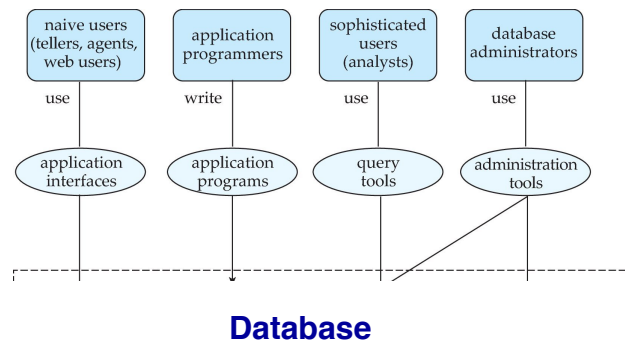 naive users
(tellers, agents,
web users)
application
programmers
sophisticated
users
(analysts)
database
administrators
use
write
use
use
application
interfaces
application
programs
query
tools
administration
tools
Database